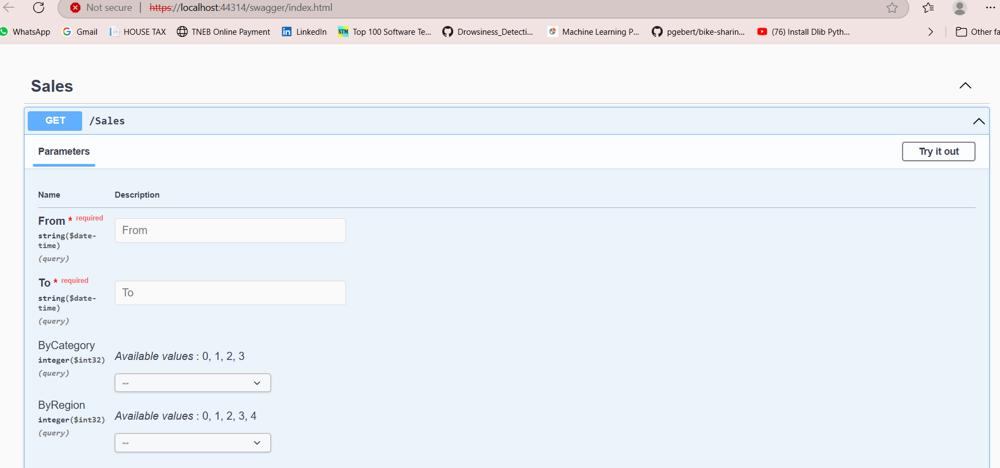 Not secure | https://localhost:44314/swagger/index.html
WhatsApp Gmail HOUSE TAX TNEB Online Payment LinkedIn STM Top 100 Software Te... Drowsiness_Detecti... Machine Learning P... pgebert/bike-sharin... (76) Install Dlib Pyth... Other fa
Sales
GET /Sales
Parameters Try it out
Name Description
From * required
From
string($date-
time)
(query)
To * required
To
string($date-
time)
(query)
ByCategory
Available values : 0, 1, 2, 3
integer($int32)
(query)
--
ByRegion
Available values : 0, 1, 2, 3, 4
integer($int32)
(query)
--